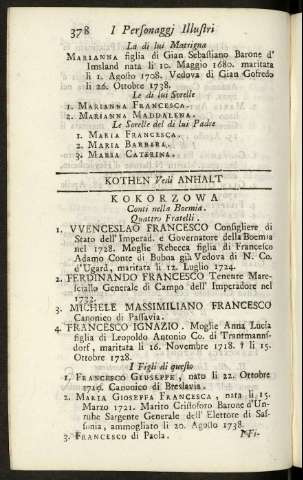 378 I Personaggj Illustri
La di lui Matrigna
MARIANNA figlia di Gian Sebastiano Barone d'
Imsland nata li 10. Maggio 1680. maritata
li 1. Agosto 1708. Vedova di Gian Gofredo
li 26. Ottobre 1738.
Le di lui Sorelle
1. MARIANNA FRANCESCA.
2. MARIANNA MADDALENA.
Le Sorelle del di lui Padre
1. MARIA FRANCESCA.
2. MARIA BARBERA.
3. MARIA CATERINA.
KOTHEN Vedi ANHALT
KOKORZOWA
Conti nella Boemia.
Quattro Fratelli.
1. VVENCESLAO FRANCESCO Consigliere di
Stato dell'Imperad. e Governatore della Boemia
nel 1728. Moglie Rebecca figlia di Francesco
Adamo Conte di Bubna già Vedova di N. Co.
d'Ugard, maritata li 12. Luglio 1724.
2. FERDINANDO FRANCESCO Tenente Mare-
sciallo Generale di Campo dell'Imperadore nel
1733.
3. MICHELE MASSIMILIANO FRANCESCO
Canonico di Passavia.
4. FRANCESCO IGNAZIO. Moglie Anna Lucia
figlia di Leopoldo Antonio Co. di Trautmanns-
dorf, maritata li 16. Novembre 1718. † li 15.
Ottobre 1728.
I Figli di questo
1. FRANCESCO GIUSEPPE, nato li 22. Ottobre
1719. Canonico di Breslavia.
2. MARIA GIOSEPPA FRANCESCA, nata li 15.
Marzo 1721. Marito Cristoforo Barone d'Un-
ruhe Sargente Generale dell'Elettore di Sas-
sonia, ammogliato li 20. Agosto 1738.
3. FRANCESCO di Paola.
I Fi-